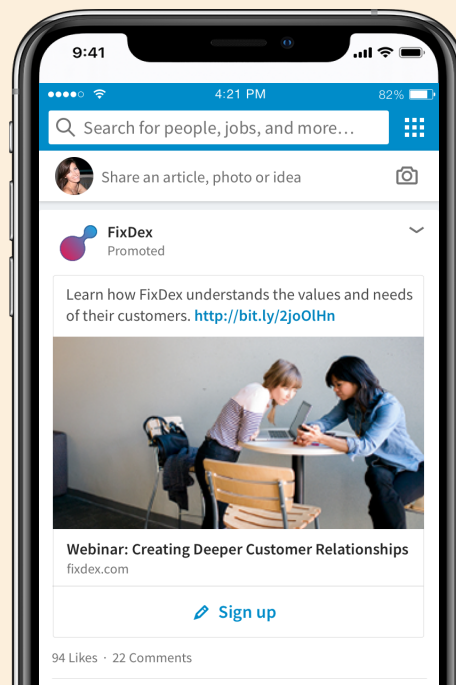 9:41
4:21 PM
82%
Search for people, jobs, and more…
Share an article, photo or idea
FixDex
Promoted
Learn how FixDex understands the values and needs
of their customers. http://bit.ly/2joOlHn
Webinar: Creating Deeper Customer Relationships
fixdex.com
Sign up
94 Likes · 22 Comments